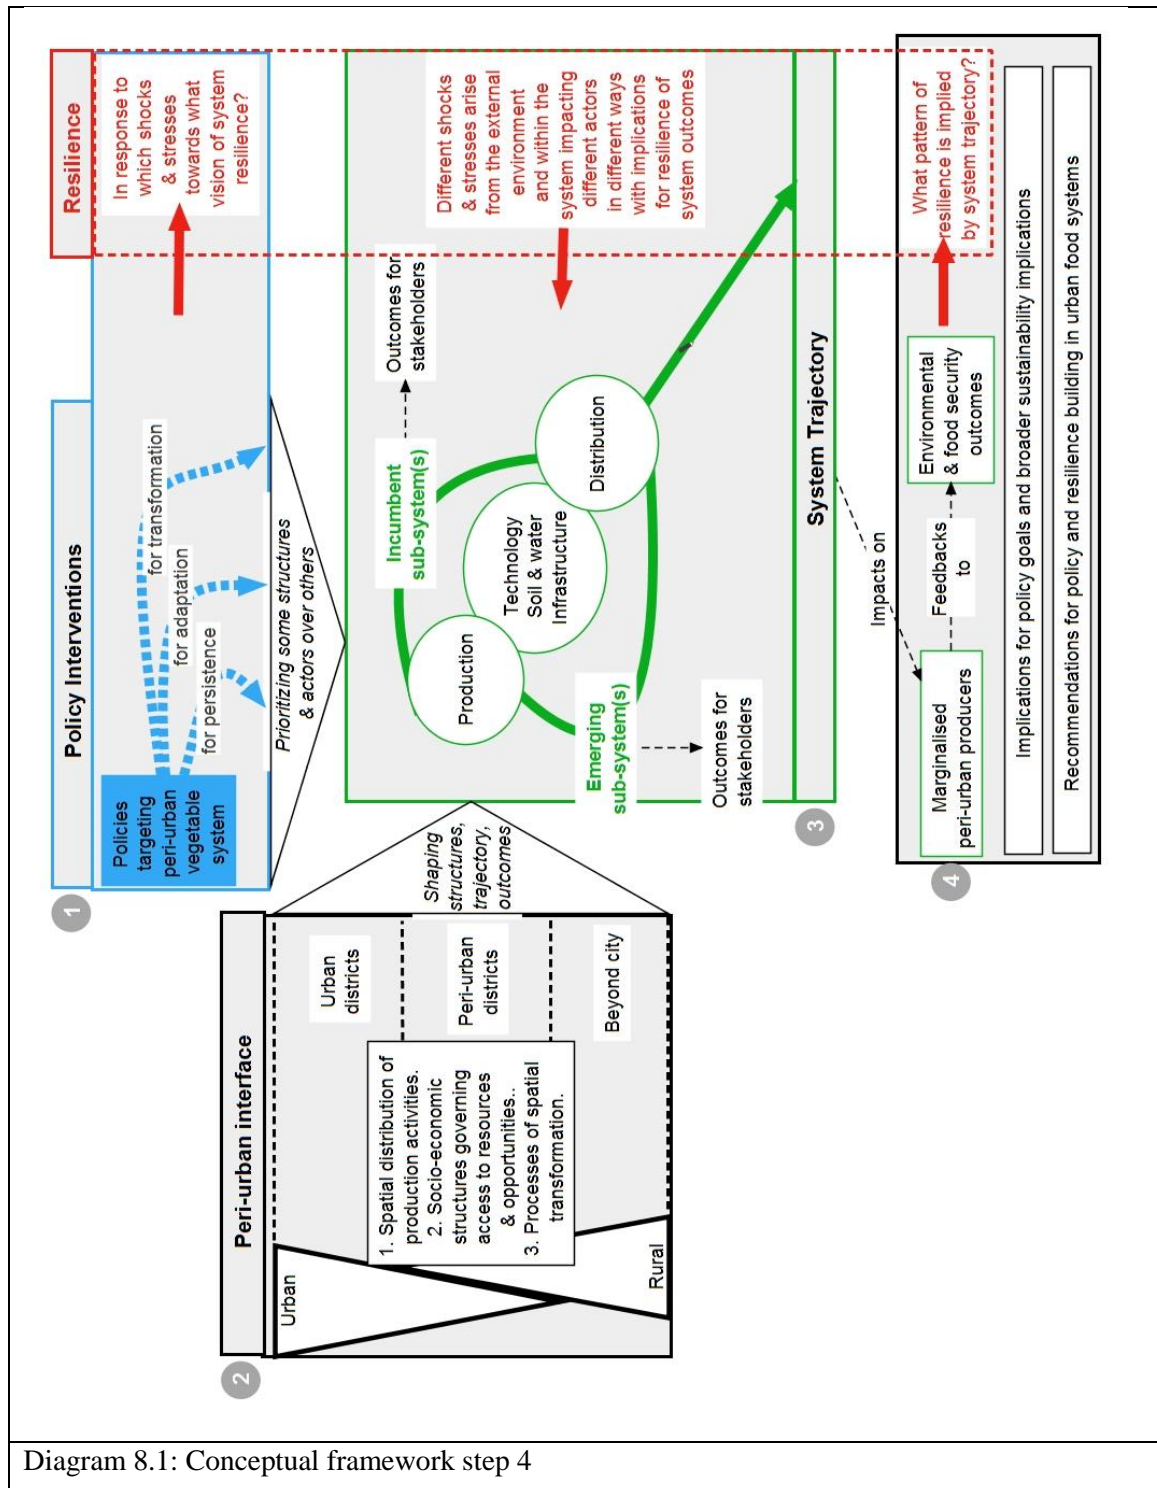 Policy Interventions
Resilience
1
Policies
targeting
peri-urban
vegetable
system
for transformation
for adaptation
for persistence
In response to
which shocks
& stresses
towards what
vision of system
resilience?
Prioritizing some structures
& actors over others
2
Peri-urban interface
Urban
Rural
1. Spatial distribution of
production activities.
2. Socio-economic
structures governing
access to resources
& opportunities..
3. Processes of spatial
transformation.
Urban
districts
Peri-urban
districts
Beyond city
Shaping
structures,
trajectory,
outcomes
Incumbent
sub-system(s)
Outcomes for
stakeholders
Production
Technology
Soil & water
Infrastructure
Distribution
Emerging
sub-system(s)
Outcomes for
stakeholders
Different shocks
& stresses arise
from the external
environment
and within the
system impacting
different actors
in different ways
with implications
for resilience of
system outcomes
3
System Trajectory
Impacts on
4
Marginalised
peri-urban producers
Feedbacks
to
Environmental
& food security
outcomes
What pattern of
resilience is implied
by system trajectory?
Implications for policy goals and broader sustainability implications
Recommendations for policy and resilience building in urban food systems
Diagram 8.1: Conceptual framework step 4